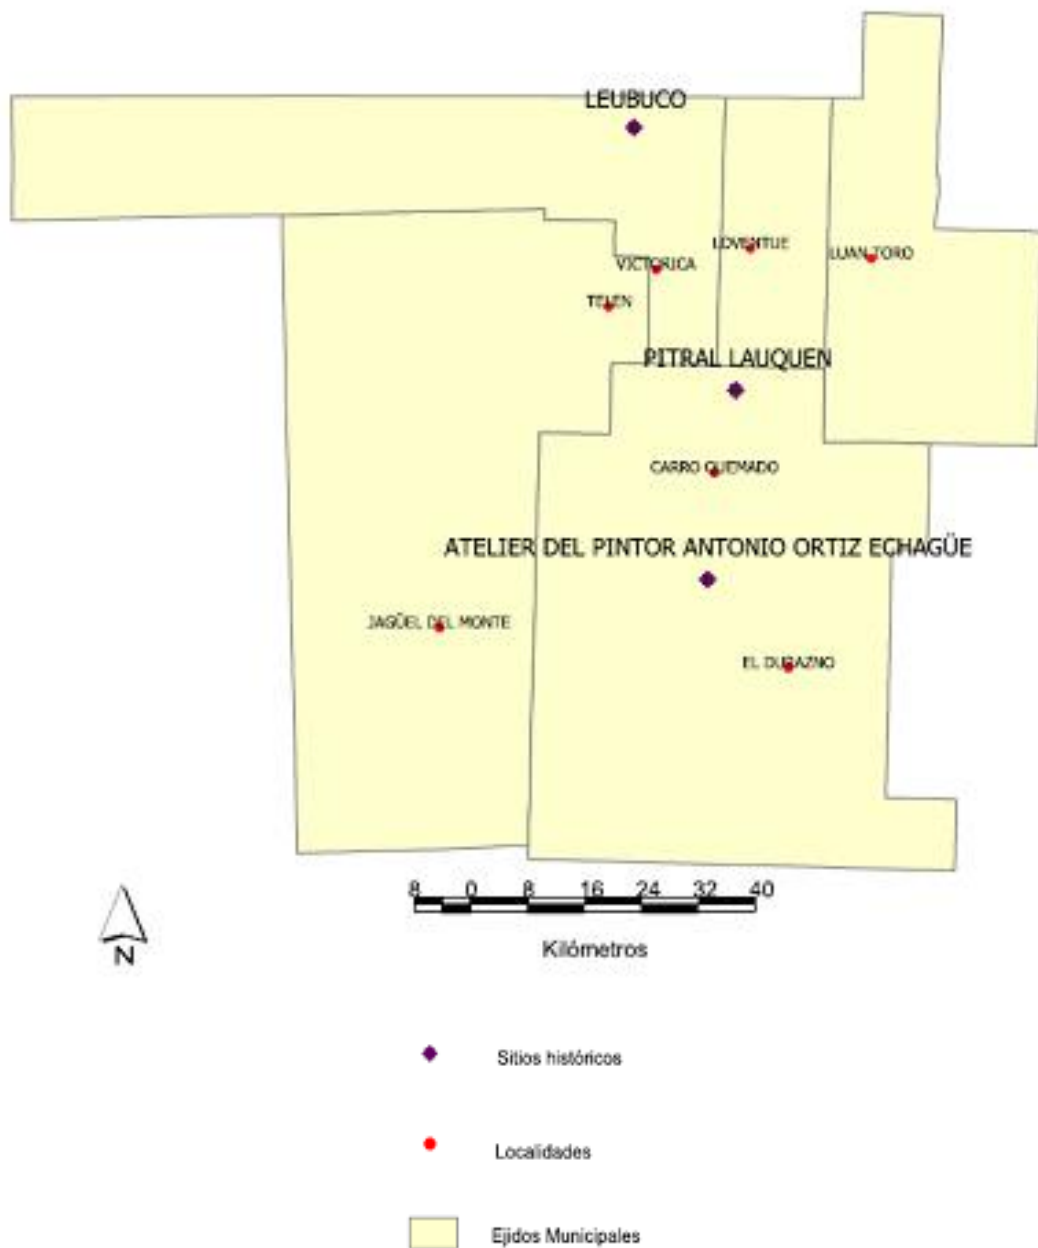 LEUBUCO
LOVENTUE
LUAN TORO
VICTORICA
TELEN
PITRAL LAUQUEN
CARRO QUEMADO
ATELIER DEL PINTOR ANTONIO ORTIZ ECHAGÜE
JAGÜEL DEL MONTE
EL DURAZNO
8 0 8 16 24 32 40
Kilómetros
N
Sitios históricos
Localidades
Ejidos Municipales